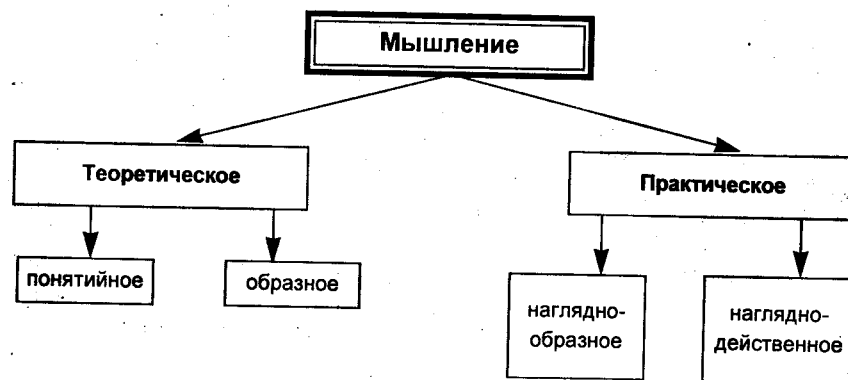 Мышление
Теоретическое
Практическое
понятийное
образное
наглядно-
образное
наглядно-
действенное